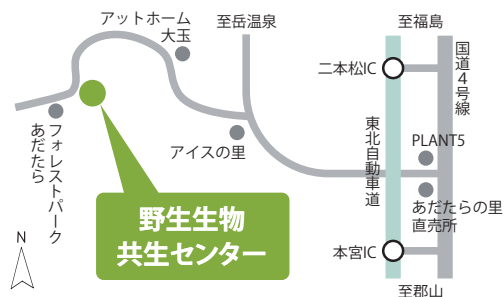 アットホーム
大玉
至岳温泉
至福島
二本松IC
国道４号線
フォレストパーク
あだたら
アイスの里
東北自動車道
PLANT5
あだたらの里
直売所
野生生物
共生センター
本宮IC
至郡山
N